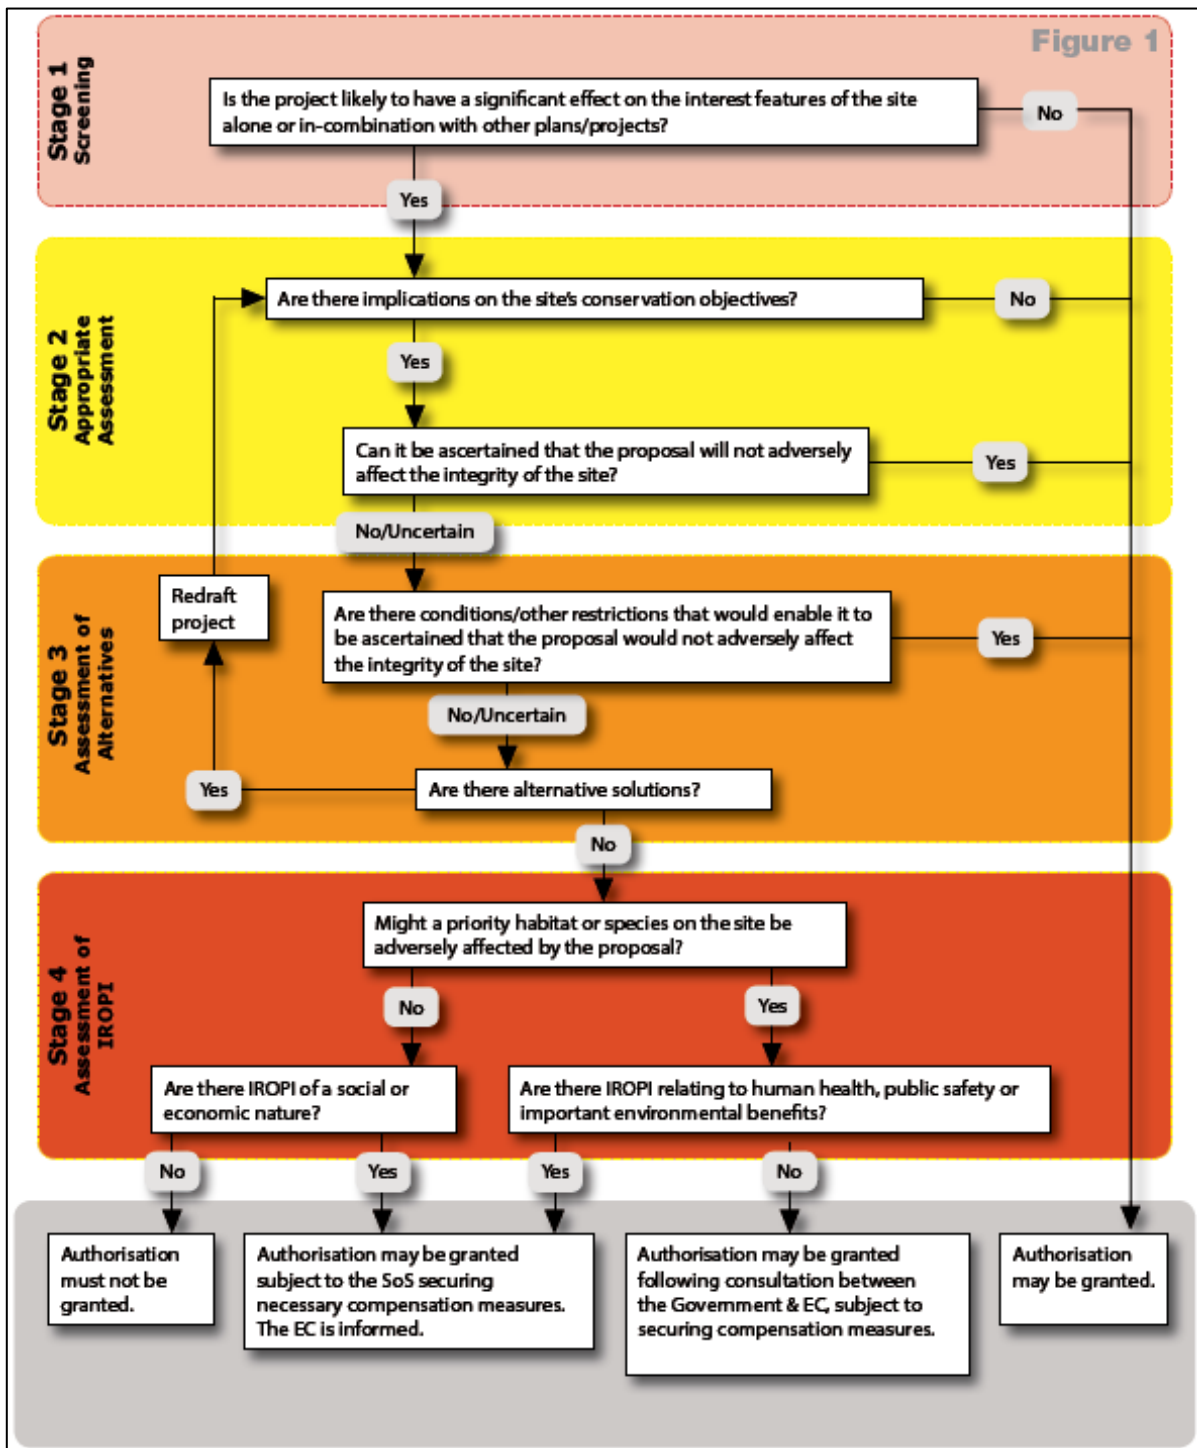 Figure 1
Stage 1
Screening
Is the project likely to have a significant effect on the interest features of the site
alone or in-combination with other plans/projects?
No
Yes
Stage 2
Appropriate
Assessment
Are there implications on the site's conservation objectives?
No
Yes
Can it be ascertained that the proposal will not adversely
affect the integrity of the site?
Yes
No/Uncertain
Stage 3
Assessment of
Alternatives
Redraft
project
Are there conditions/other restrictions that would enable it to
be ascertained that the proposal would not adversely affect
the integrity of the site?
Yes
No/Uncertain
Yes
Are there alternative solutions?
No
Stage 4
Assessment of
IROPI
Might a priority habitat or species on the site be
adversely affected by the proposal?
No
Yes
Are there IROPI of a social or
economic nature?
Are there IROPI relating to human health, public safety or
important environmental benefits?
No
Yes
Yes
No
Authorisation
must not be
granted.
Authorisation may be granted
subject to the SoS securing
necessary compensation measures.
The EC is informed.
Authorisation may be granted
following consultation between
the Government & EC, subject to
securing compensation measures.
Authorisation
may be granted.